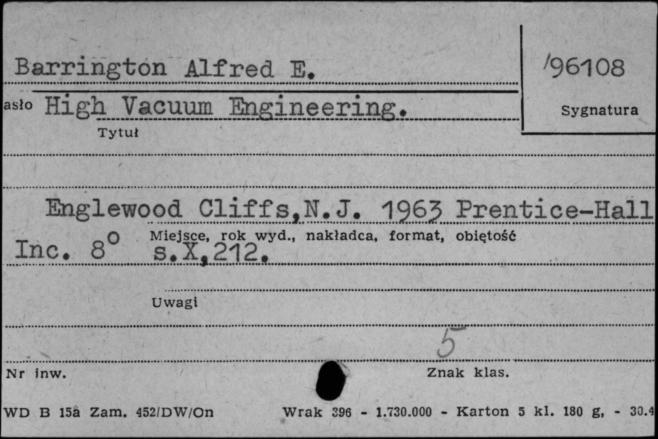 Barrington Alfred E.
/96108
asło High Vacuum Engineering.
Sygnatura
Tytuł
Englewood Cliffs,N.J. 1963 Prentice-Hall
Miejsce, rok wyd., nakładca, format, obiętość
Inc. 8° s.X,212.
Uwagi
5
Nr inw.
Znak klas.
WD B 15a Zam. 452/DW/On Wrak 396 - 1.730.000 - Karton 5 kl. 180 g, - 30.4